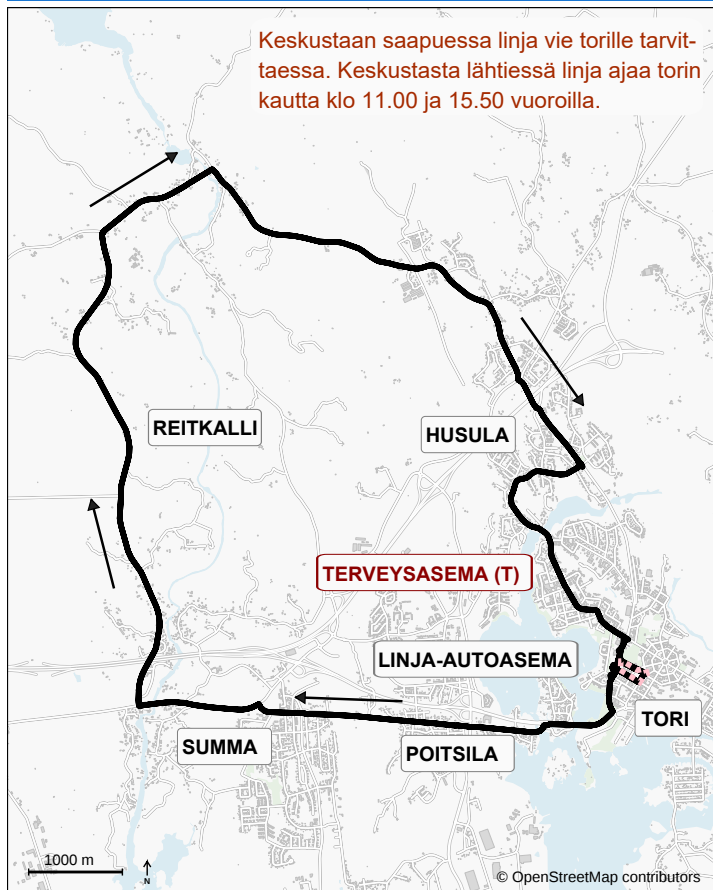 Keskustaan saapuessa linja vie torille tarvit-
taessa. Keskustasta lähtiessä linja ajaa torin
kautta klo 11.00 ja 15.50 vuoroilla.
REITKALLI
HUSULA
TERVEYSASEMA (T)
LINJA-AUTOASEMA
TORI
SUMMA
POITSILA
1000 m
N
© OpenStreetMap contributors